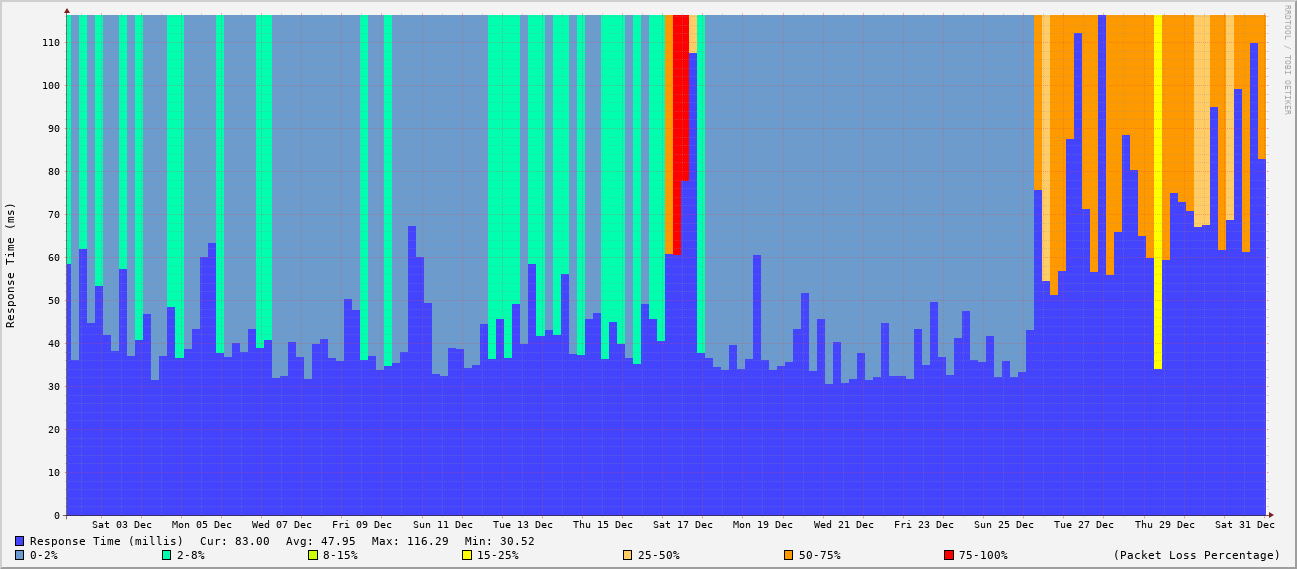 RRDTOOL / TOBI OETIKER
Response Time (ms)
110
100
90
80
70
60
50
40
30
20
10
0
Sat 03 Dec Mon 05 Dec Wed 07 Dec Fri 09 Dec Sun 11 Dec Tue 13 Dec Thu 15 Dec Sat 17 Dec Mon 19 Dec Wed 21 Dec Fri 23 Dec Sun 25 Dec Tue 27 Dec Thu 29 Dec Sat 31 Dec
Response Time (millis) Cur: 83.00 Avg: 47.95 Max: 116.29 Min: 30.52
0-2% 2-8% 8-15% 15-25% 25-50% 50-75% 75-100% (Packet Loss Percentage)